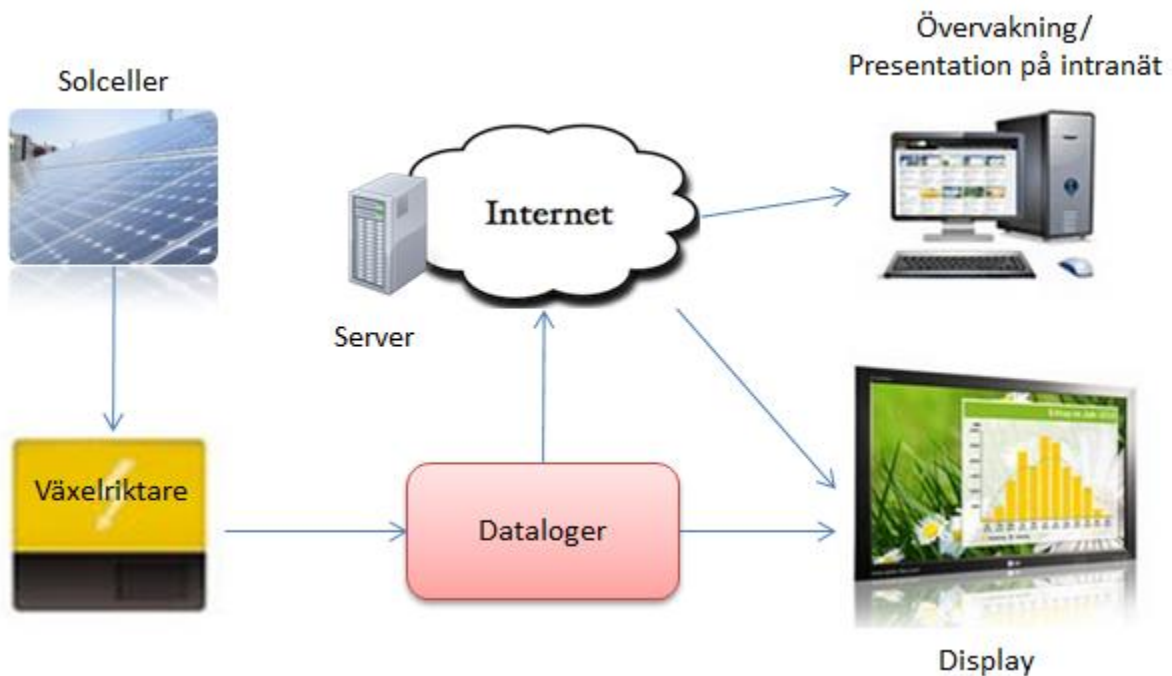 Övervakning/
Presentation på intranät
Solceller
Internet
Server
Växelriktare
Dataloger
Display